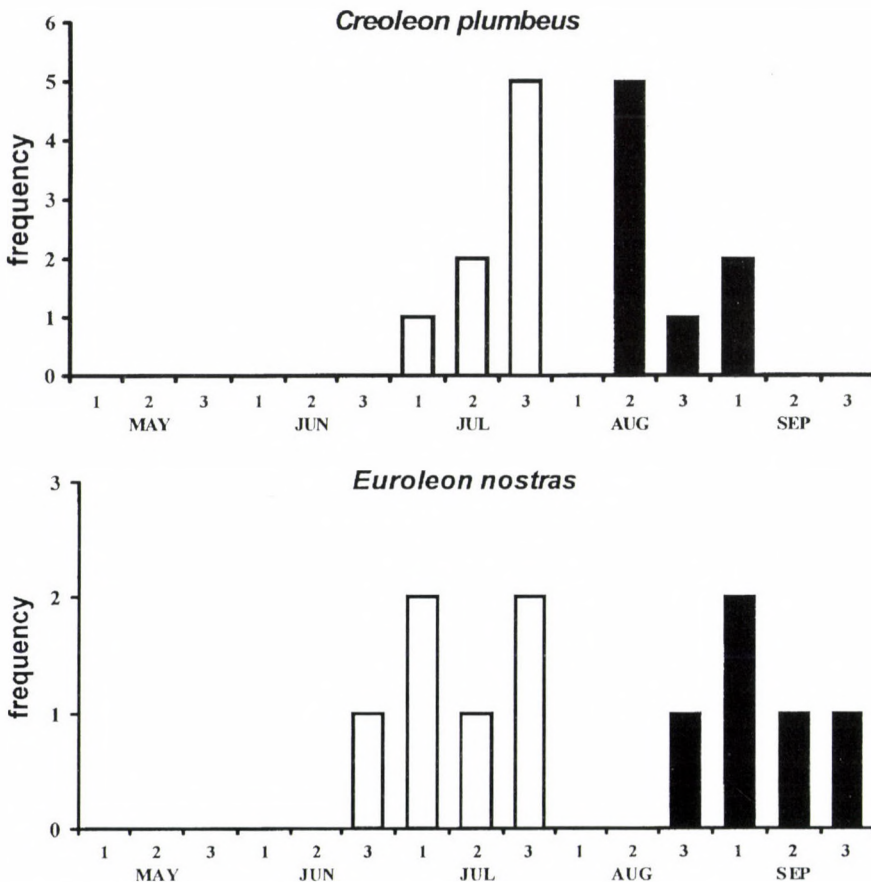 Creoleon plumbeus
6
5
4
3
2
1
0
frequency
1 2 3 1 2 3 1 2 3 1 2 3 1 2 3
MAY JUN JUL AUG SEP
Euroleon nostras
3
2
1
0
frequency
1 2 3 1 2 3 1 2 3 1 2 3 1 2 3
MAY JUN JUL AUG SEP